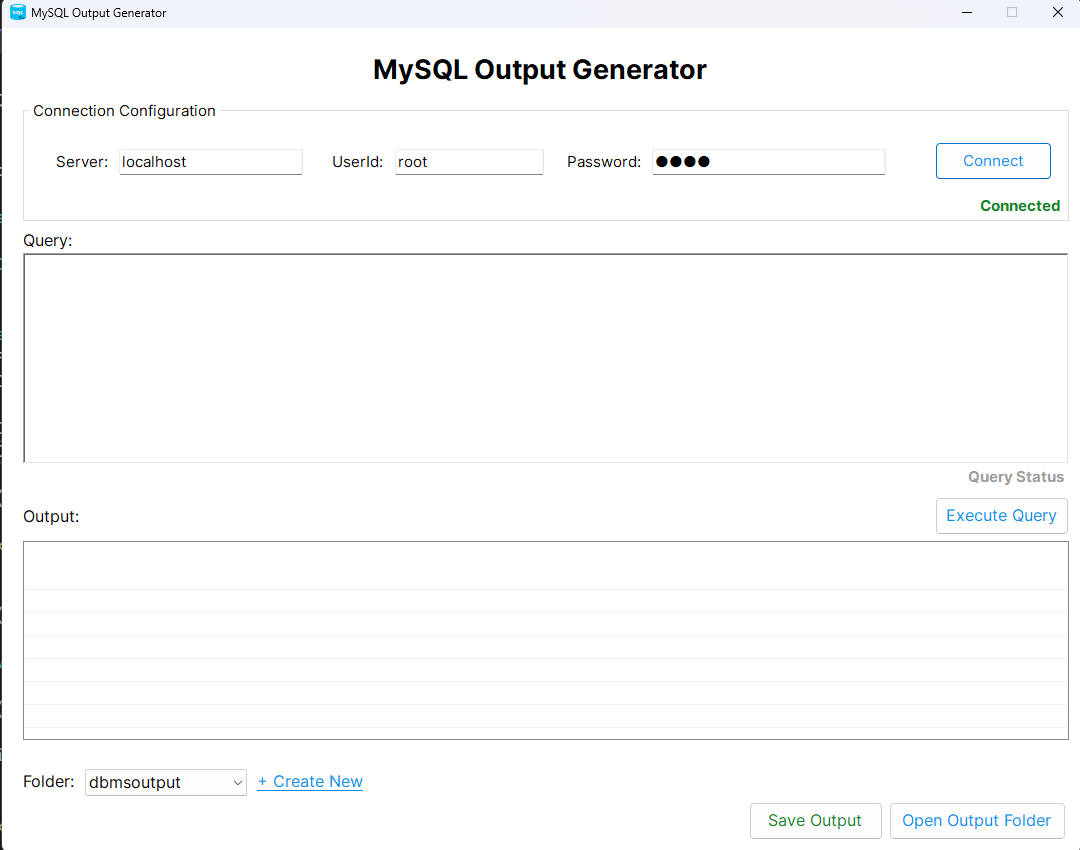 MySQL Output Generator
MySQL Output Generator
Connection Configuration
Server: localhost UserId: root Password: ●●●● Connect
Connected
Query:
Query Status
Output: Execute Query
Folder: dbmsoutput + Create New
Save Output Open Output Folder